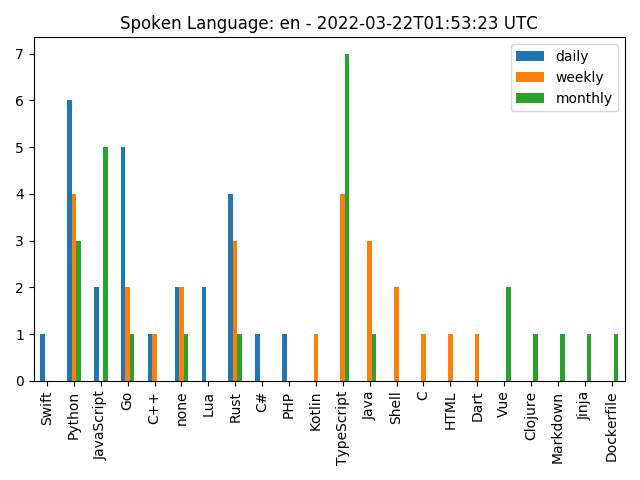 Spoken Language: en - 2022-03-22T01:53:23 UTC
daily
weekly
monthly
7
6
5
4
3
2
1
0
Swift
Python
JavaScript
Go
C++
none
Lua
Rust
C#
PHP
Kotlin
TypeScript
Java
Shell
C
HTML
Dart
Vue
Clojure
Markdown
Jinja
Dockerfile